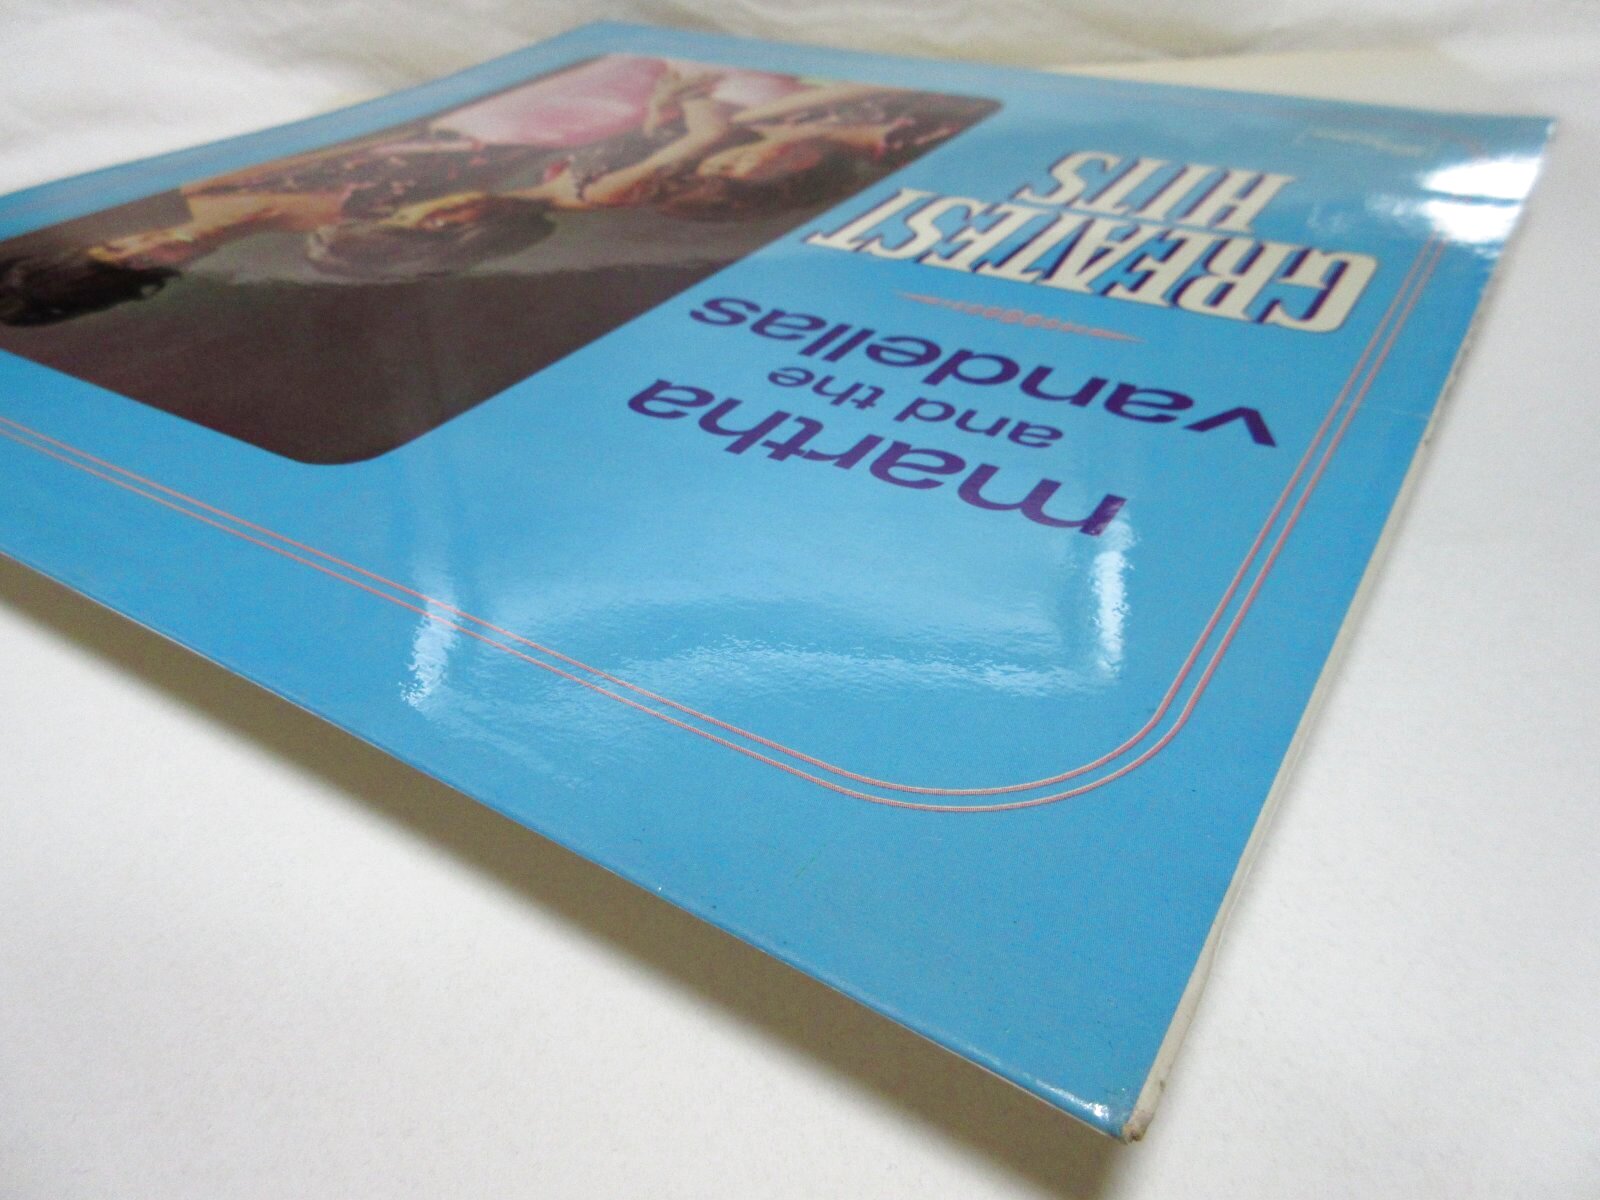 martha
and the
vandellas
GREATEST
HITS